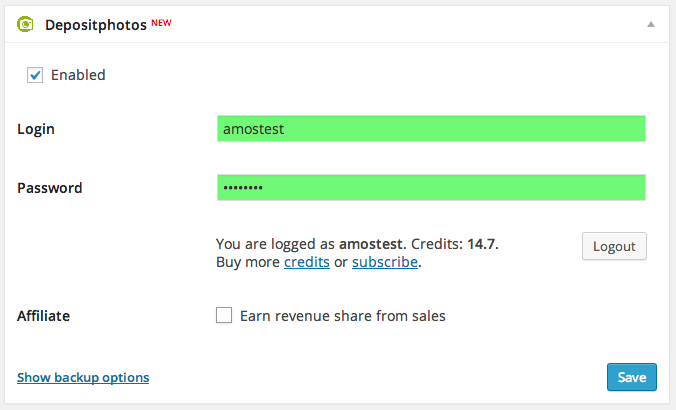 Depositphotos NEW
Enabled
Login
amostest
Password
••••••••
You are logged as amostest. Credits: 14.7.
Buy more credits or subscribe.
Logout
Affiliate
Earn revenue share from sales
Show backup options
Save